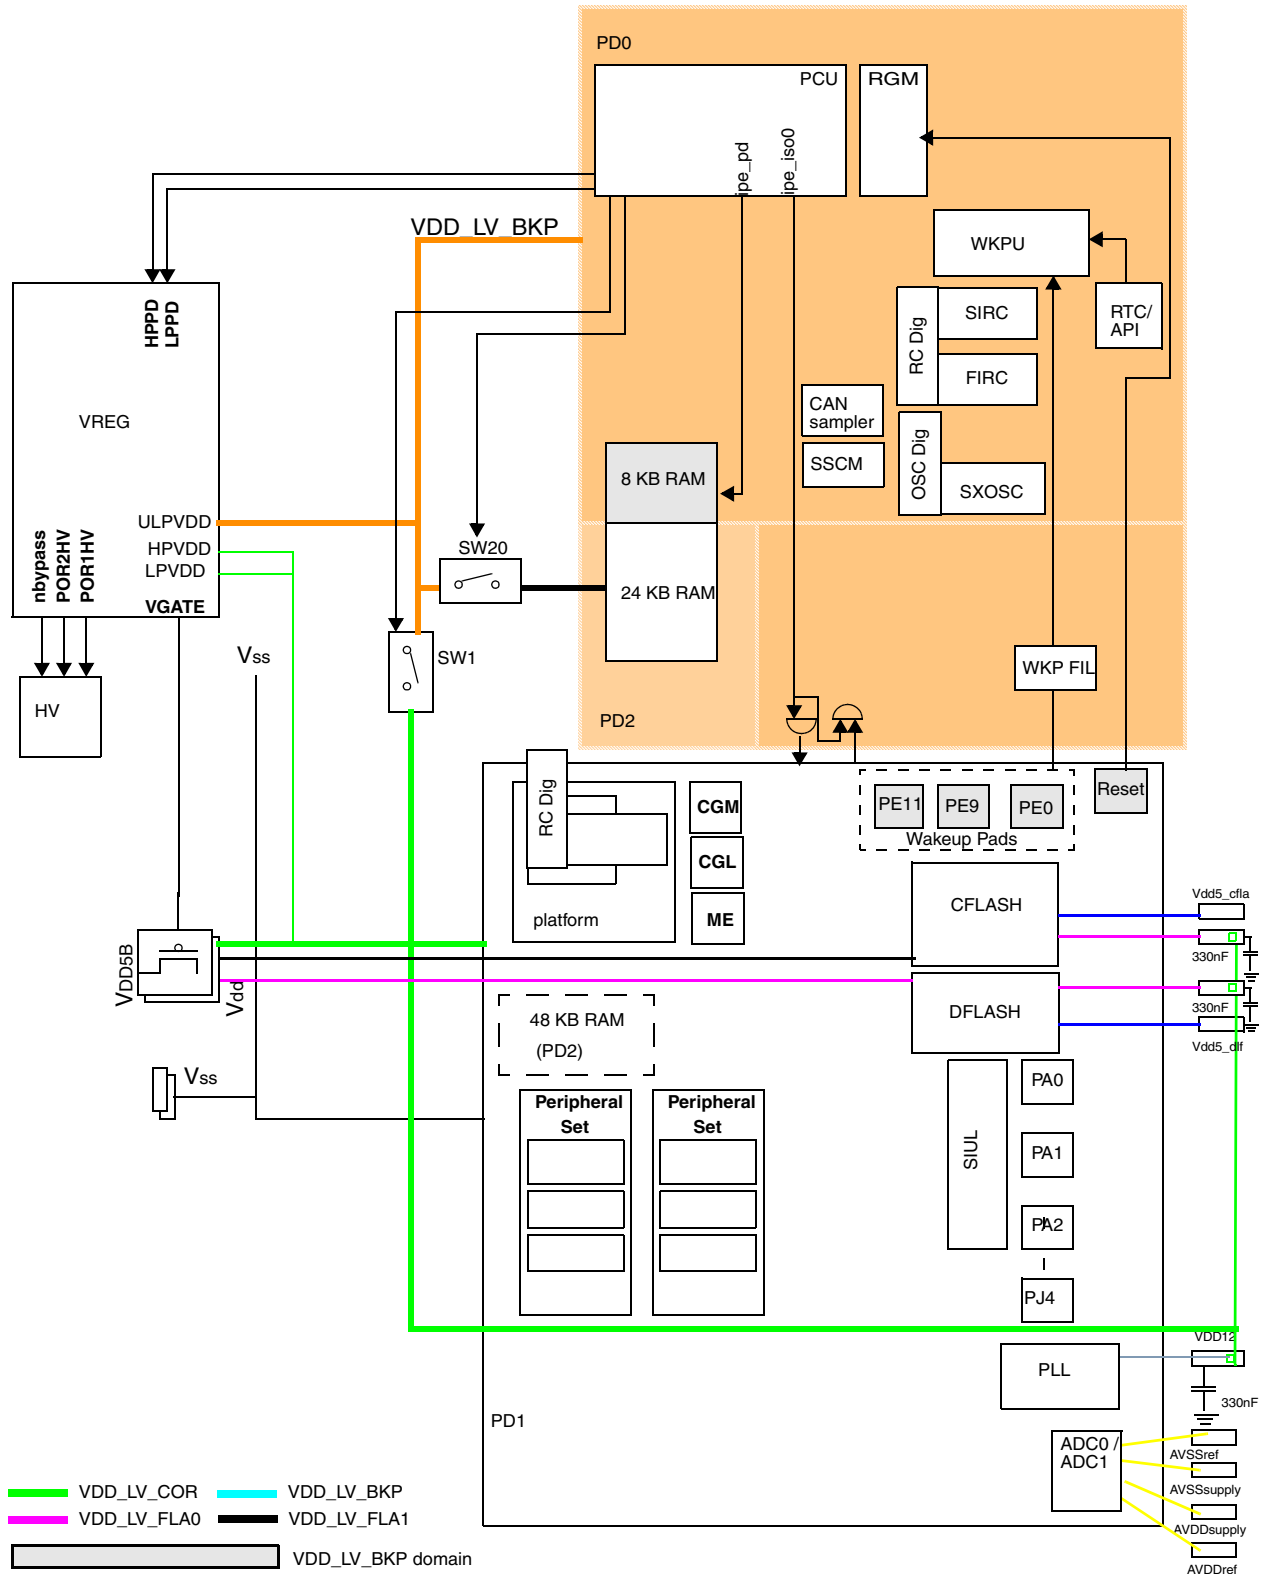 PD0
PCU
RGM
ipe_pd
ipe_iso0
VDD_LV_BKP
WKPU
HPPD
LPPD
RC Dig
SIRC
RTC/
API
FIRC
VREG
CAN
sampler
OSC Dig
SSCM
8 KB RAM
SXOSC
ULPVDD
HPVDD
LPVDD
SW20
nbypass
POR2HV
POR1HV
VGATE
24 KB RAM
Vss
SW1
WKP FIL
HV
PD2
RC Dig
CGM
PE11
PE9
PE0
Reset
Wakeup Pads
CGL
platform
ME
CFLASH
Vdd5_cfla
VDD5B
Vdd
330nF
DFLASH
330nF
Vdd5_dlf
48 KB RAM
(PD2)
Vss
PA0
Peripheral
Set
Peripheral
Set
SIUL
PA1
PA2
PJ4
VDD12
PLL
330nF
PD1
ADC0 /
ADC1
AVSSref
AVSSsupply
AVDDsupply
AVDDref
VDD_LV_COR
VDD_LV_BKP
VDD_LV_FLA0
VDD_LV_FLA1
VDD_LV_BKP domain